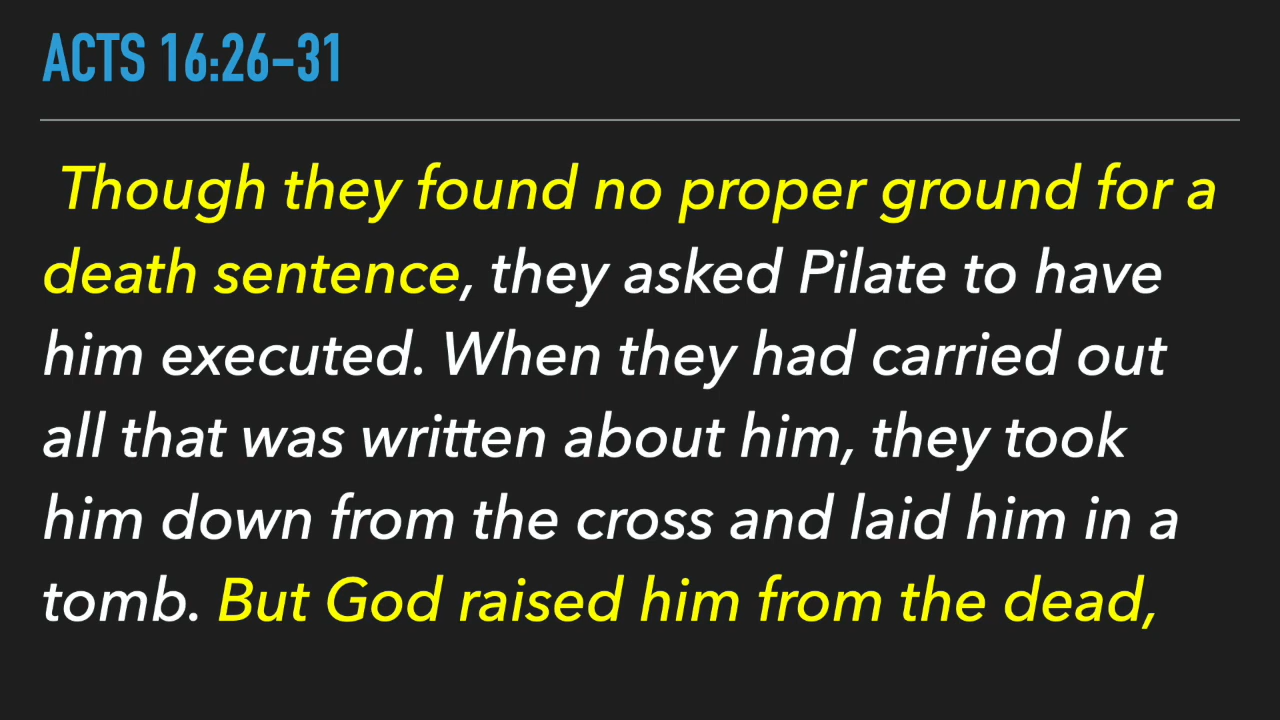 ACTS 16:26–31
Though they found no proper ground for a
death sentence, they asked Pilate to have
him executed. When they had carried out
all that was written about him, they took
him down from the cross and laid him in a
tomb. But God raised him from the dead,